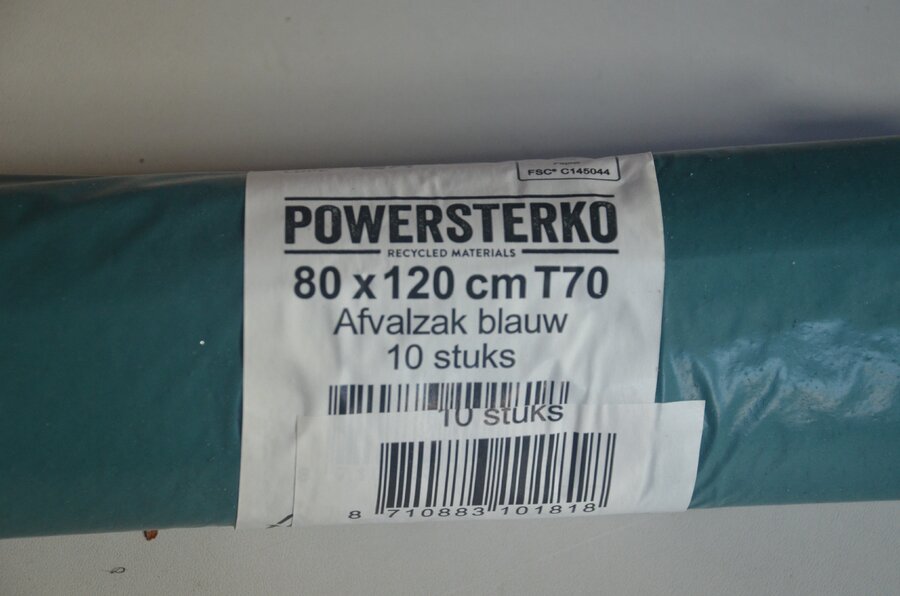 FSC® C145044
POWERSTERKO
RECYCLED MATERIALS
80 x 120 cm T70
Afvalzak blauw
10 stuks
10 stuks
8 710883 101818